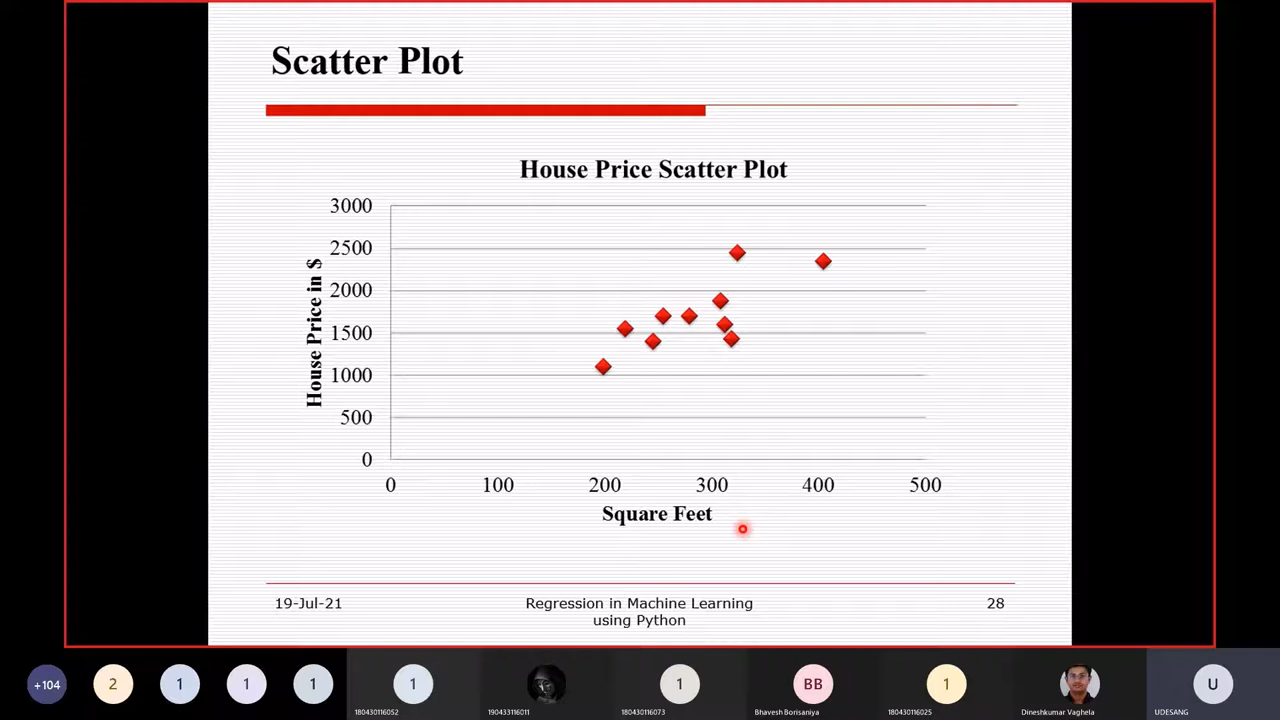 Scatter Plot
House Price Scatter Plot
3000
2500
2000
1500
1000
500
0
House Price in $
0 100 200 300 400 500
Square Feet
19-Jul-21
Regression in Machine Learning
using Python
28
+104 2 1 1 1 1 1 BB 1 U
180430116052 190433116011 180430116073 Bhavesh Borisaniya 180430116025 Dineshkumar Vaghela UDESANG